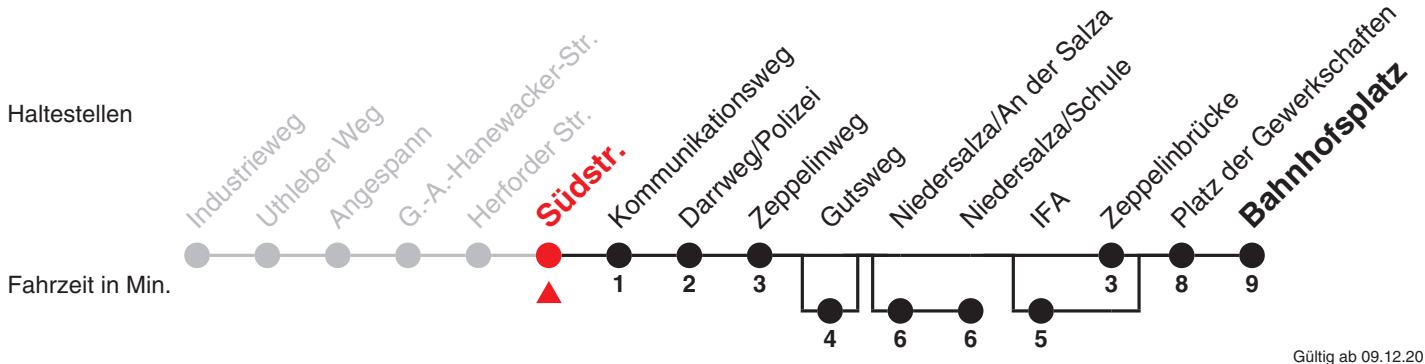 Haltestellen
Industrieweg
Uthleber Weg
Angespann
G.-A.-Hanewacker-Str.
Herforder Str.
Südstr.
Kommunikationsweg
Darrweg/Polizei
Zeppelinweg
Gutsweg
Niedersalza/An der Salza
Niedersalza/Schule
IFA
Zeppelinbrücke
Platz der Gewerkschaften
Bahnhofsplatz
Fahrzeit in Min.
1 2 3 3 8 9
4 6 6 5
Gültig ab 09.12.20